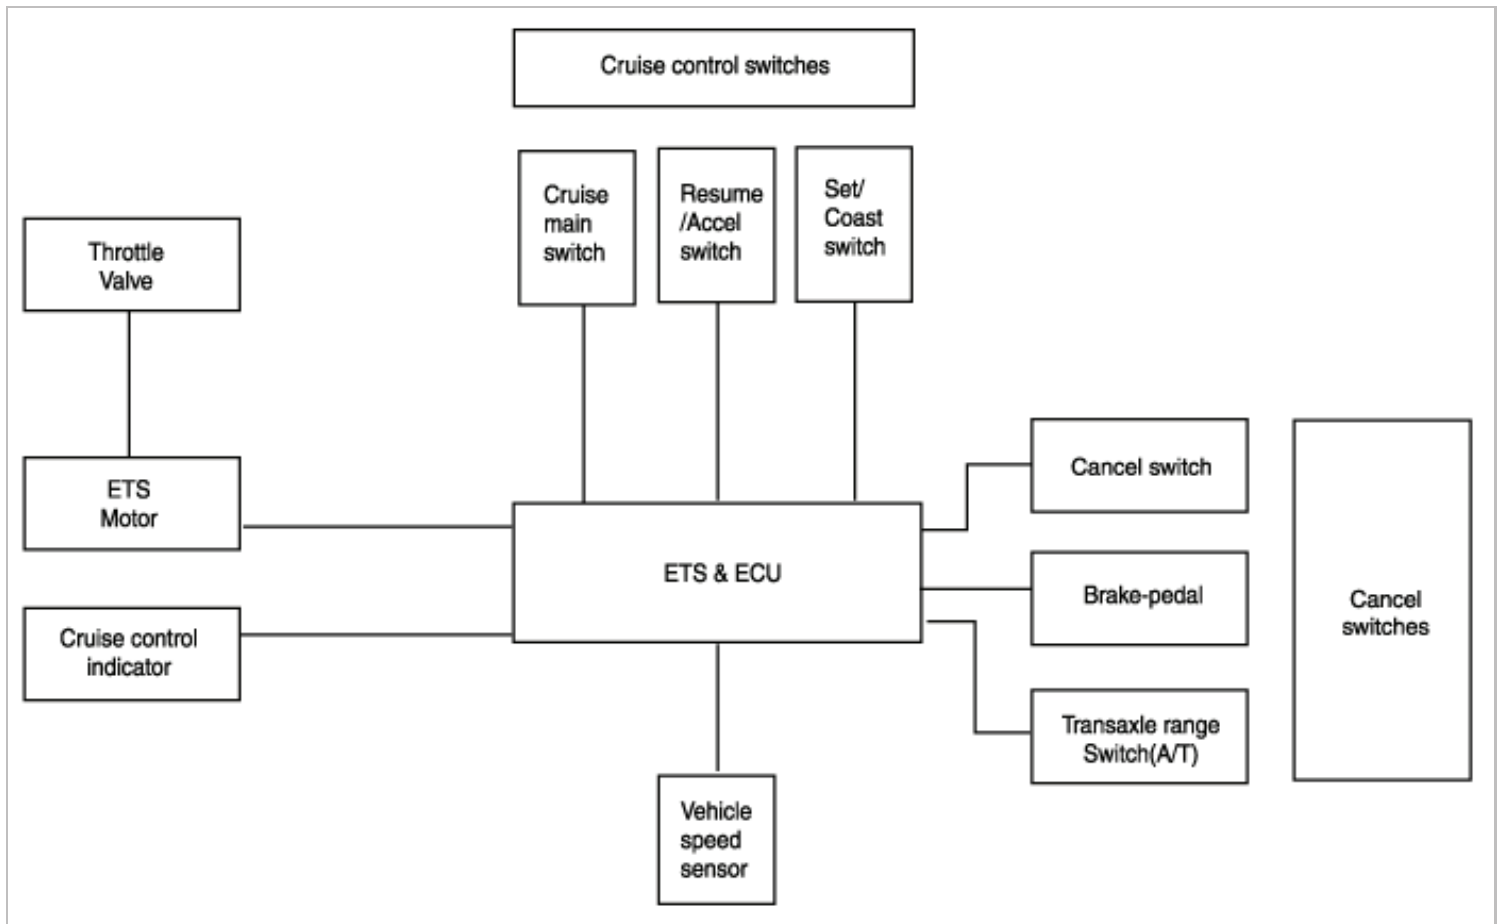 Cruise control switches
Cruise
main
switch
Resume
/Accel
switch
Set/
Coast
switch
Throttle
Valve
ETS
Motor
Cruise control
indicator
ETS & ECU
Cancel switch
Brake-pedal
Transaxle range
Switch(A/T)
Cancel
switches
Vehicle
speed
sensor